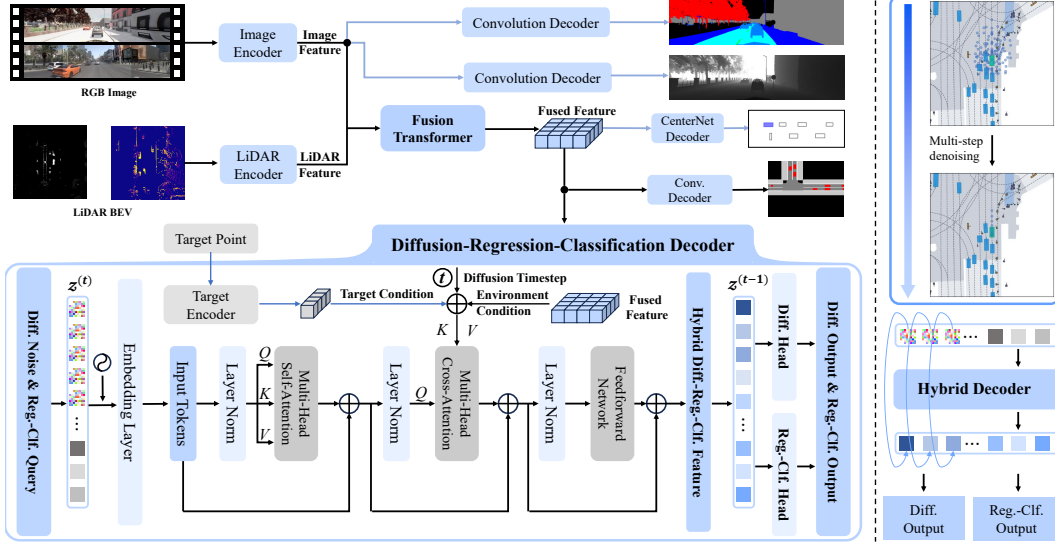 RGB Image
Image
Encoder
Image
Feature
Convolution Decoder
Convolution Decoder
Fusion
Transformer
Fused Feature
CenterNet
Decoder
LiDAR
Encoder
LiDAR
Feature
LiDAR BEV
Conv.
Decoder
Target Point
Diffusion-Regression-Classification Decoder
Target
Encoder
Target Condition
t
Diffusion Timestep
Environment
Condition
Fused
Feature
K
V
Diff. Noise & Reg.-Clf. Query
z(t)
...
Embedding Layer
Input Tokens
Layer Norm
Q
K
V
Multi-Head
Self-Attention
Layer Norm
Q
Multi-Head
Cross-Attention
Layer Norm
Feedforward
Network
Hybrid Diff.-Reg.-Clf. Feature
z(t−1)
...
Diff. Head
Reg.-Clf. Head
Diff. Output & Reg.-Clf. Output
Multi-step
denoising
...
Hybrid Decoder
...
Diff.
Output
Reg.-Clf.
Output